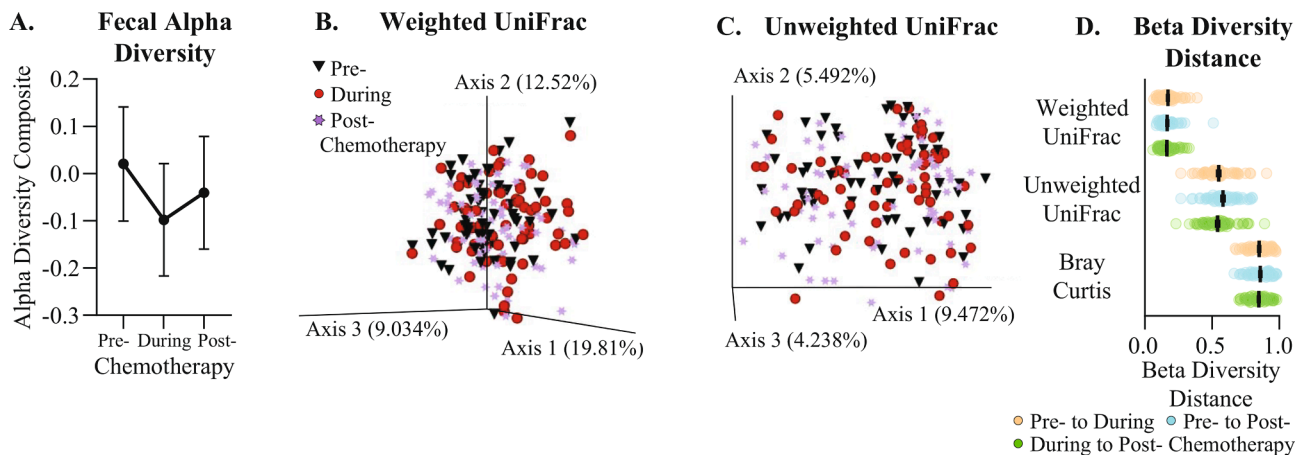 A. Fecal Alpha
Diversity
Alpha Diversity Composite
0.2
0.1
0.0
-0.1
-0.2
-0.3
Pre- During Post-
Chemotherapy
B. Weighted UniFrac
Pre-
During
Post-
Chemotherapy
Axis 2 (12.52%)
Axis 3 (9.034%)
Axis 1 (19.81%)
C. Unweighted UniFrac
Axis 2 (5.492%)
Axis 1 (9.472%)
Axis 3 (4.238%)
D. Beta Diversity
Distance
Weighted
UniFrac
Unweighted
UniFrac
Bray
Curtis
0.0 0.5 1.0
Beta Diversity
Distance
Pre- to During Pre- to Post-
During to Post- Chemotherapy